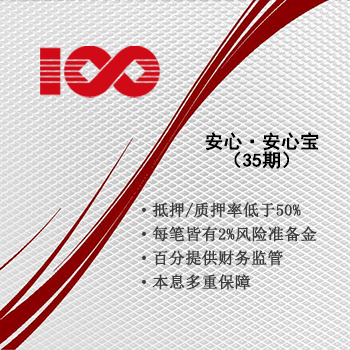 100
安心·安心宝
（35期）
·抵押/质押率低于50%
·每笔皆有2%风险准备金
·百分提供财务监管
·本息多重保障